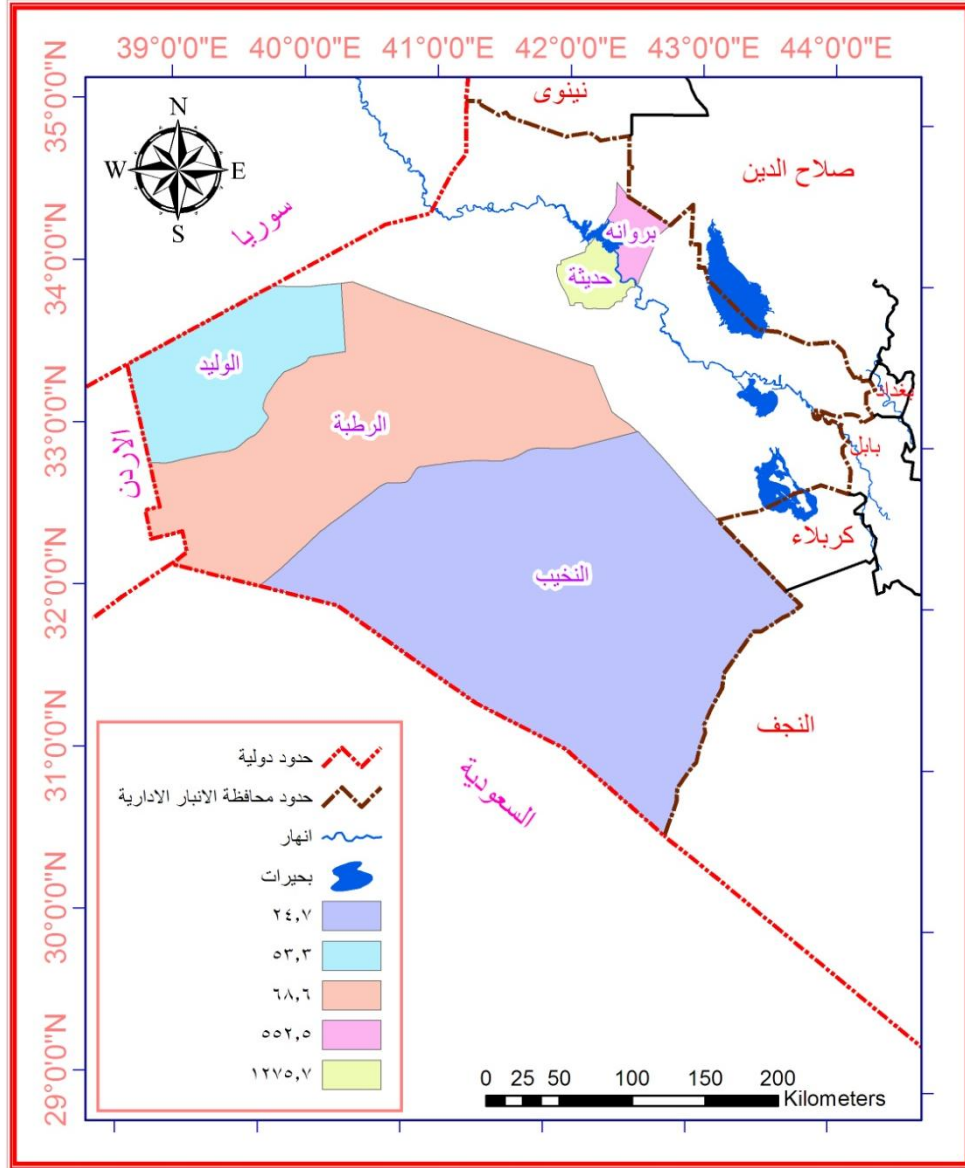 39°0'0"E 40°0'0"E 41°0'0"E 42°0'0"E 43°0'0"E 44°0'0"E
35°0'0"N
34°0'0"N
33°0'0"N
32°0'0"N
31°0'0"N
30°0'0"N
29°0'0"N
N
W E
S
نينوى
صلاح الدين
سوريا
بروانه
حديثة
الوليد
بغداد
الرطبة
بابل
الاردن
كربلاء
النخيب
النجف
السعودية
حدود دولية
حدود محافظة الانبار الادارية
انهار
بحيرات
٢٤,٧
٥٣,٣
٦٨,٦
٥٥٢,٥
١٢٧٥,٧
0 25 50 100 150 200
Kilometers